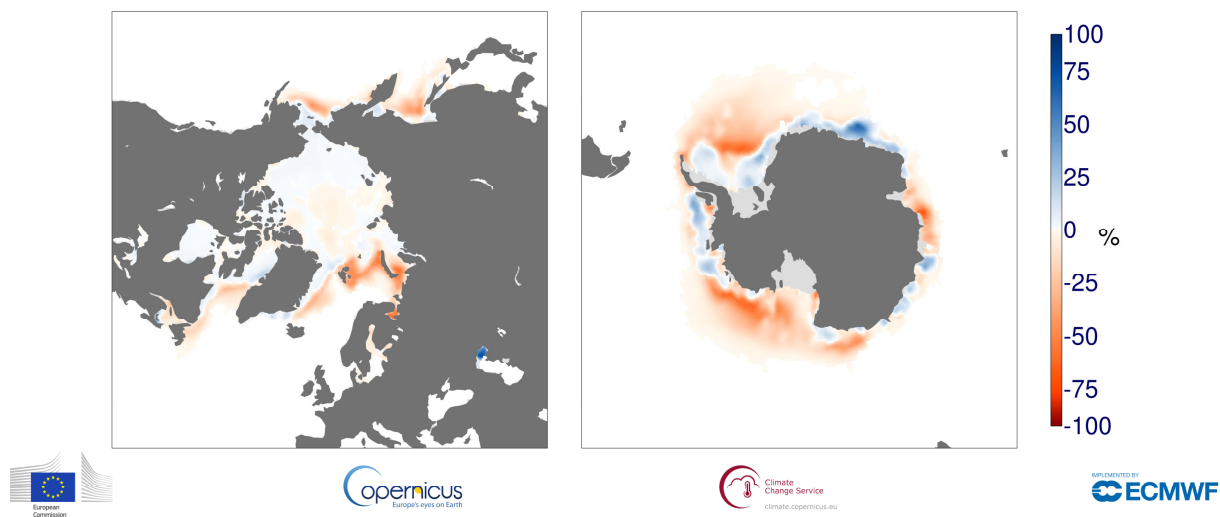 100
75
50
25
0
-25
-50
-75
-100
%
European
Commission
opernicus
Europe's eyes on Earth
Climate
Change Service
climate.copernicus.eu
IMPLEMENTED BY
ECMWF